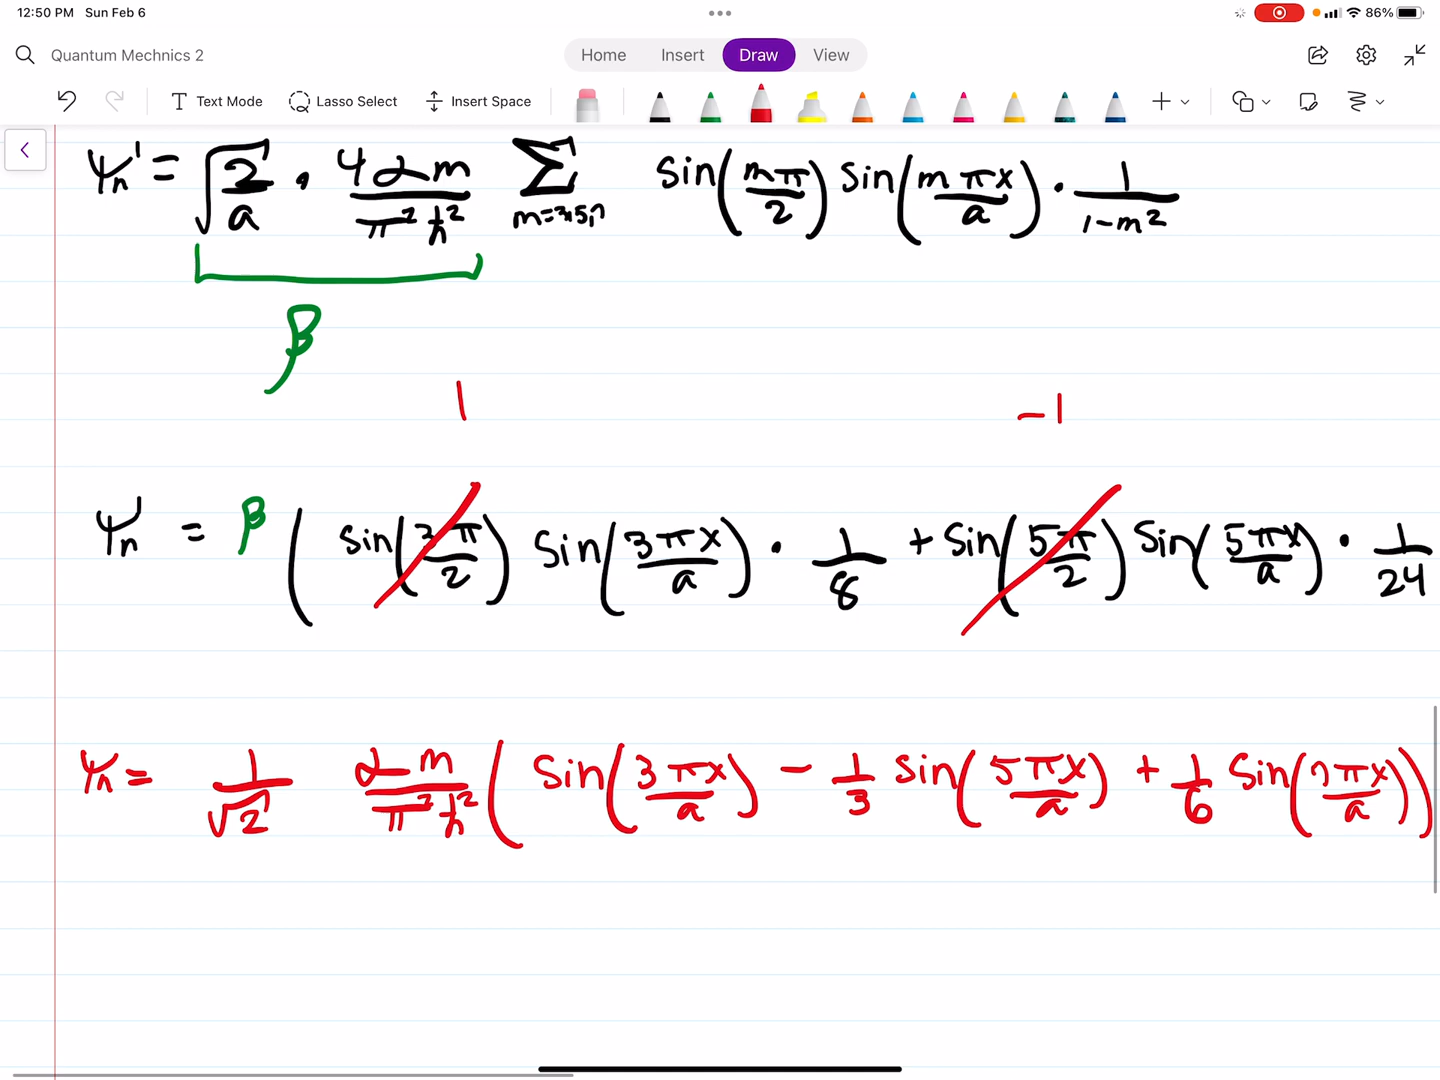 12:50 PM Sun Feb 6 86%
Quantum Mechnics 2 Home Insert Draw View
Text Mode Lasso Select Insert Space
ψₙ' = √(2/a) · 4αm/(π²ħ²) Σ m=3,5,7 sin(mπ/2) sin(mπx/a) · 1/(1-m²)
β
1 -1
ψₙ' = β ( sin(3π/2) sin(3πx/a) · 1/8 + sin(5π/2) sin(5πx/a) · 1/24
ψₙ = 1/√2 αm/(π²ħ²) ( sin(3πx/a) - 1/3 sin(5πx/a) + 1/6 sin(7πx/a) )